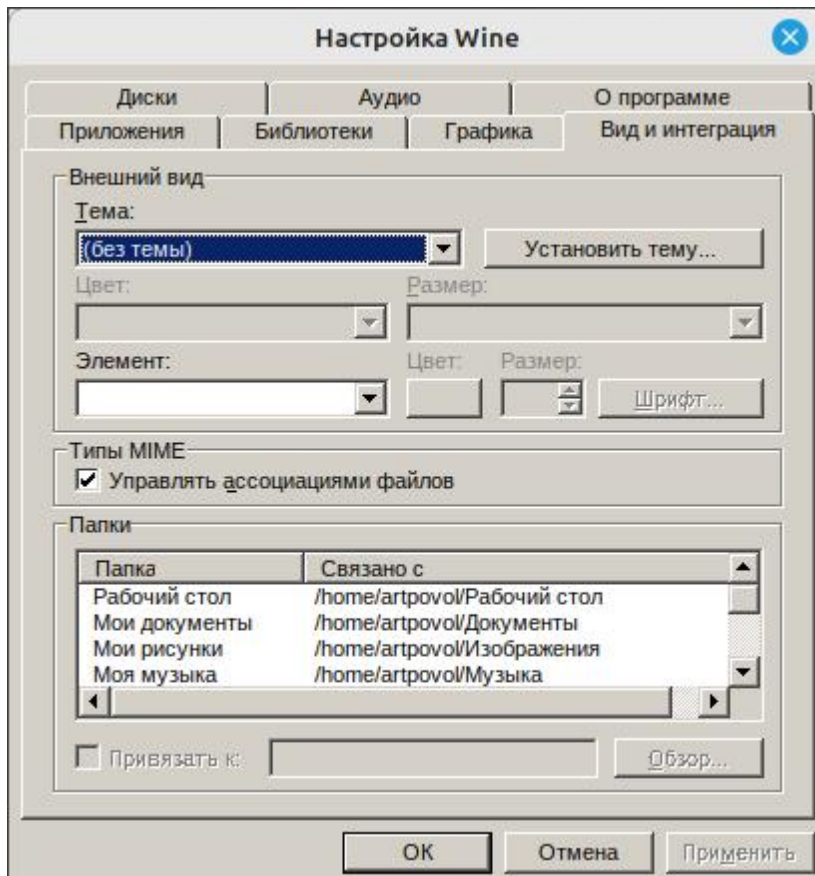 Настройка Wine
Диски Аудио О программе
Приложения Библиотеки Графика Вид и интеграция
Внешний вид
Тема:
(без темы) Установить тему...
Цвет: Размер:
Элемент: Цвет: Размер:
Шрифт...
Типы MIME
Управлять ассоциациями файлов
Папки
Папка Связано с
Рабочий стол /home/artpovol/Рабочий стол
Мои документы /home/artpovol/Документы
Мои рисунки /home/artpovol/Изображения
Моя музыка /home/artpovol/Музыка
Привязать к: Обзор...
ОК Отмена Применить